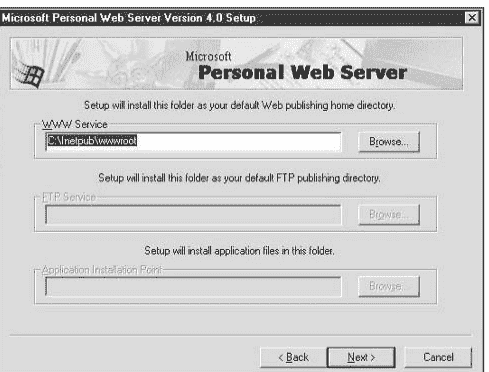 Microsoft Personal Web Server Version 4.0 Setup
Microsoft
Personal Web Server
Setup will install this folder as your default Web publishing home directory.
WWW Service
C:\Inetpub\wwwroot
Browse...
Setup will install this folder as your default FTP publishing directory.
FTP Service
Browse...
Setup will install application files in this folder.
Application Installation Point
Browse...
< Back
Next >
Cancel